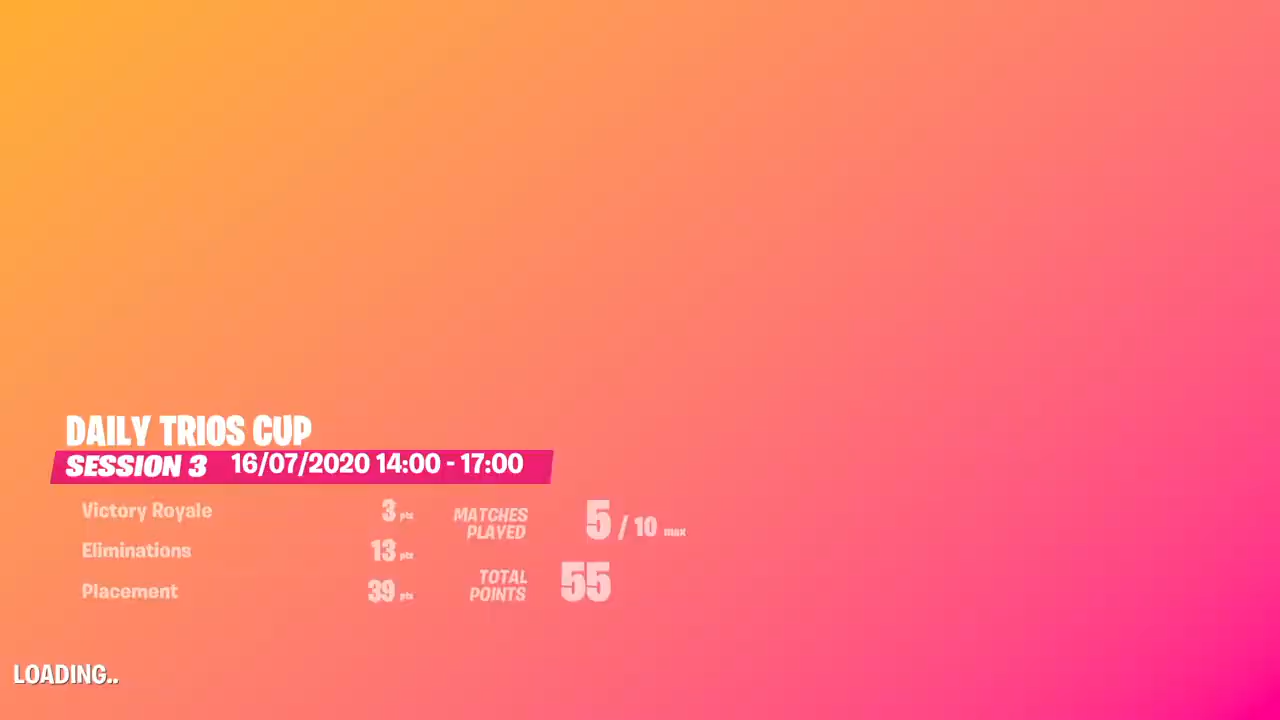 DAILY TRIOS CUP
SESSION 3 16/07/2020 14:00 - 17:00
Victory Royale 3 pts
Eliminations 13 pts
Placement 39 pts
MATCHES PLAYED 5 / 10 max
TOTAL POINTS 55
LOADING..